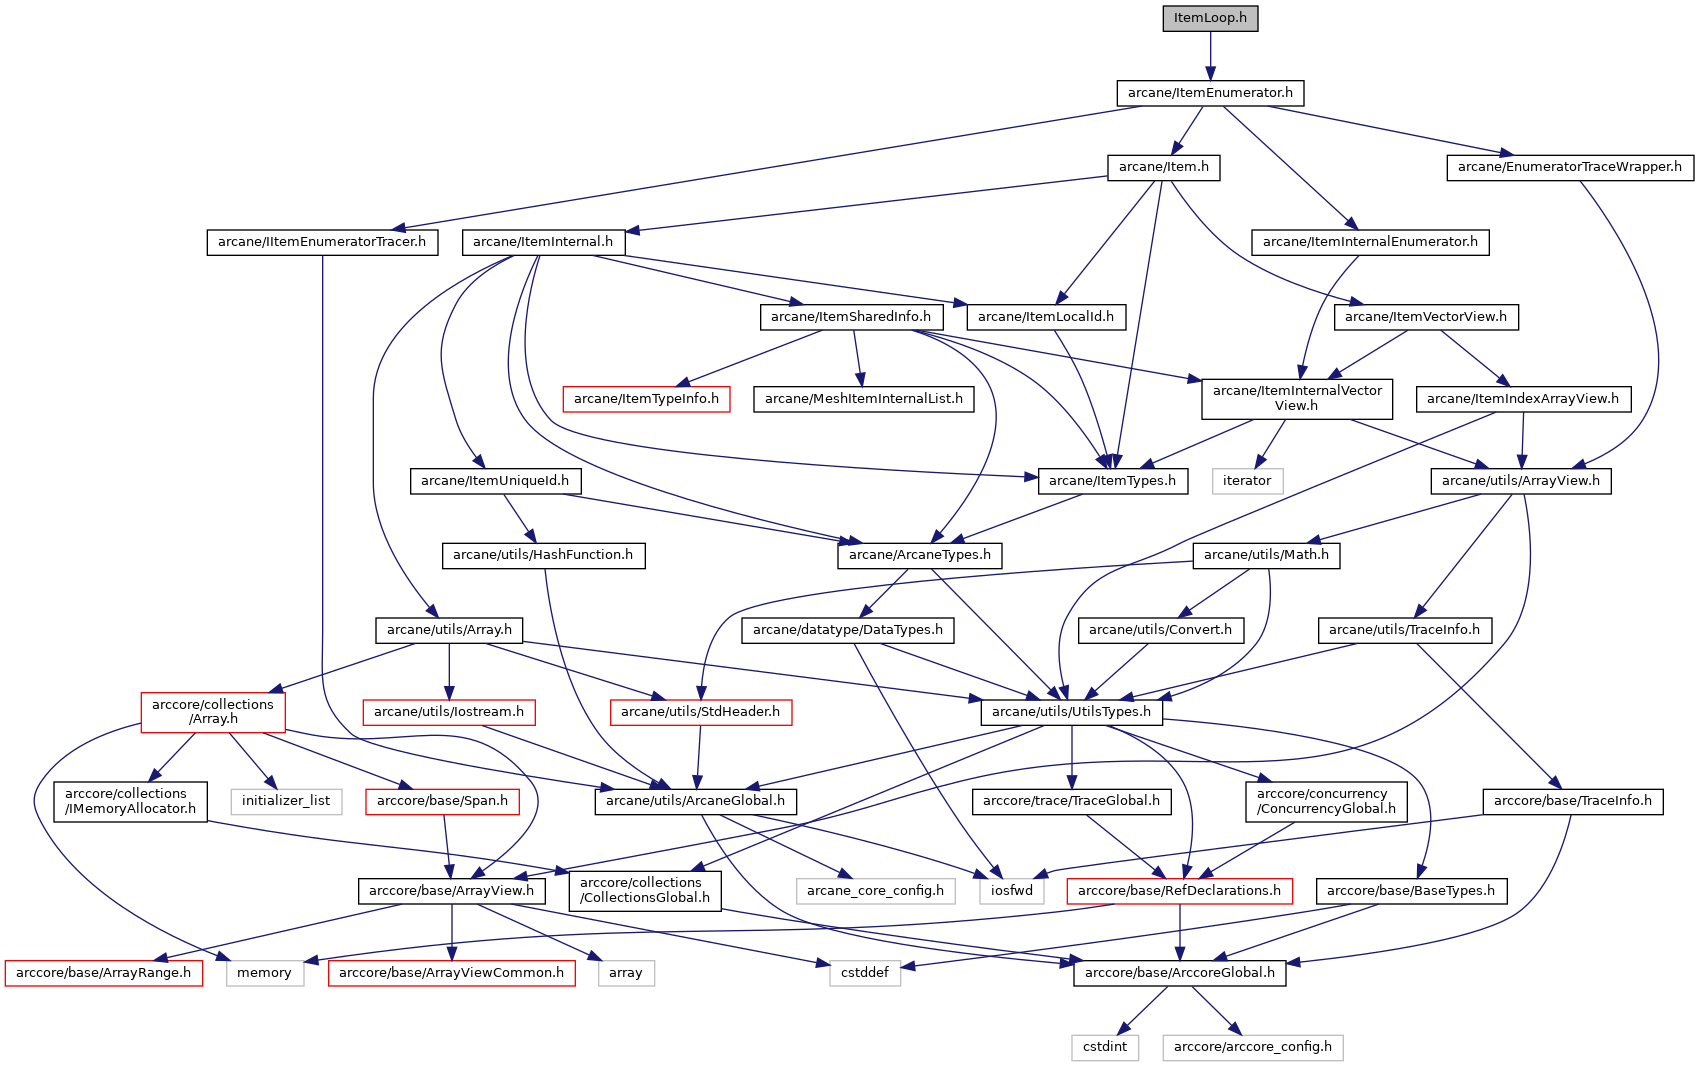 ItemLoop.h
arcane/ItemEnumerator.h
arcane/Item.h
arcane/EnumeratorTraceWrapper.h
arcane/IItemEnumeratorTracer.h
arcane/ItemInternal.h
arcane/ItemInternalEnumerator.h
arcane/ItemSharedInfo.h
arcane/ItemLocalId.h
arcane/ItemVectorView.h
arcane/ItemTypeInfo.h
arcane/MeshItemInternalList.h
arcane/ItemInternalVector
View.h
arcane/ItemIndexArrayView.h
arcane/ItemUniqueId.h
arcane/ItemTypes.h
iterator
arcane/utils/ArrayView.h
arcane/utils/HashFunction.h
arcane/ArcaneTypes.h
arcane/utils/Math.h
arcane/utils/Array.h
arcane/datatype/DataTypes.h
arcane/utils/Convert.h
arcane/utils/TraceInfo.h
arccore/collections
/Array.h
arcane/utils/Iostream.h
arcane/utils/StdHeader.h
arcane/utils/UtilsTypes.h
arccore/collections
/IMemoryAllocator.h
initializer_list
arccore/base/Span.h
arcane/utils/ArcaneGlobal.h
arccore/trace/TraceGlobal.h
arccore/concurrency
/ConcurrencyGlobal.h
arccore/base/TraceInfo.h
arccore/base/ArrayView.h
arccore/collections
/CollectionsGlobal.h
arcane_core_config.h
iosfwd
arccore/base/RefDeclarations.h
arccore/base/BaseTypes.h
arccore/base/ArrayRange.h
memory
arccore/base/ArrayViewCommon.h
array
cstddef
arccore/base/ArccoreGlobal.h
cstdint
arccore/arccore_config.h